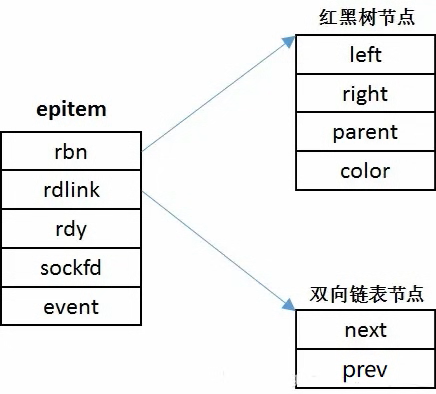 红黑树节点
left
right
parent
color
epitem
rbn
rdlink
rdy
sockfd
event
双向链表节点
next
prev